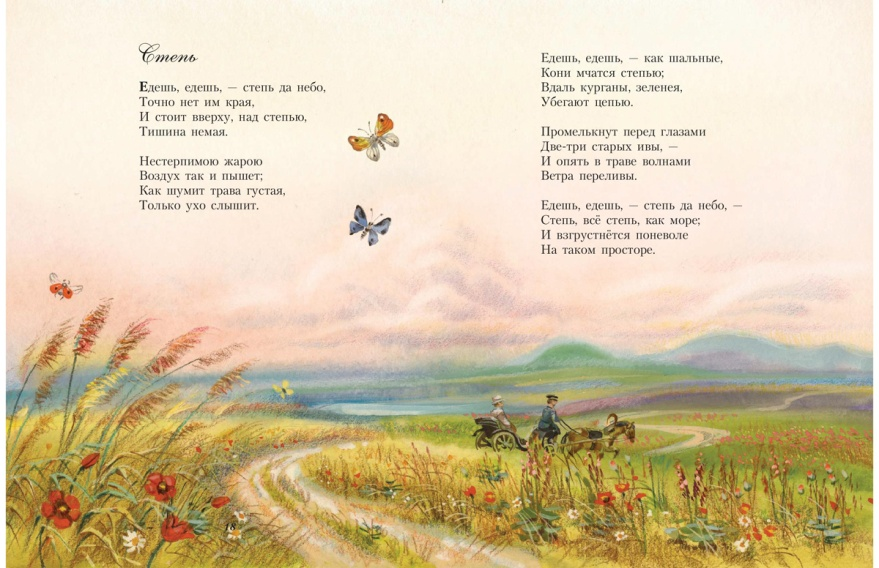 Степь
Едешь, едешь, — степь да небо,
Точно нет им края,
И стоит вверху, над степью,
Тишина немая.
Нестерпимою жарою
Воздух так и пышет;
Как шумит трава густая,
Только ухо слышит.
Едешь, едешь, — как шальные,
Кони мчатся степью;
Вдаль курганы, зеленея,
Убегают цепью.
Промелькнут перед глазами
Две-три старых ивы, —
И опять в траве волнами
Ветра переливы.
Едешь, едешь, — степь да небо, —
Степь, всё степь, как море;
И взгрустнётся поневоле
На таком просторе.
18